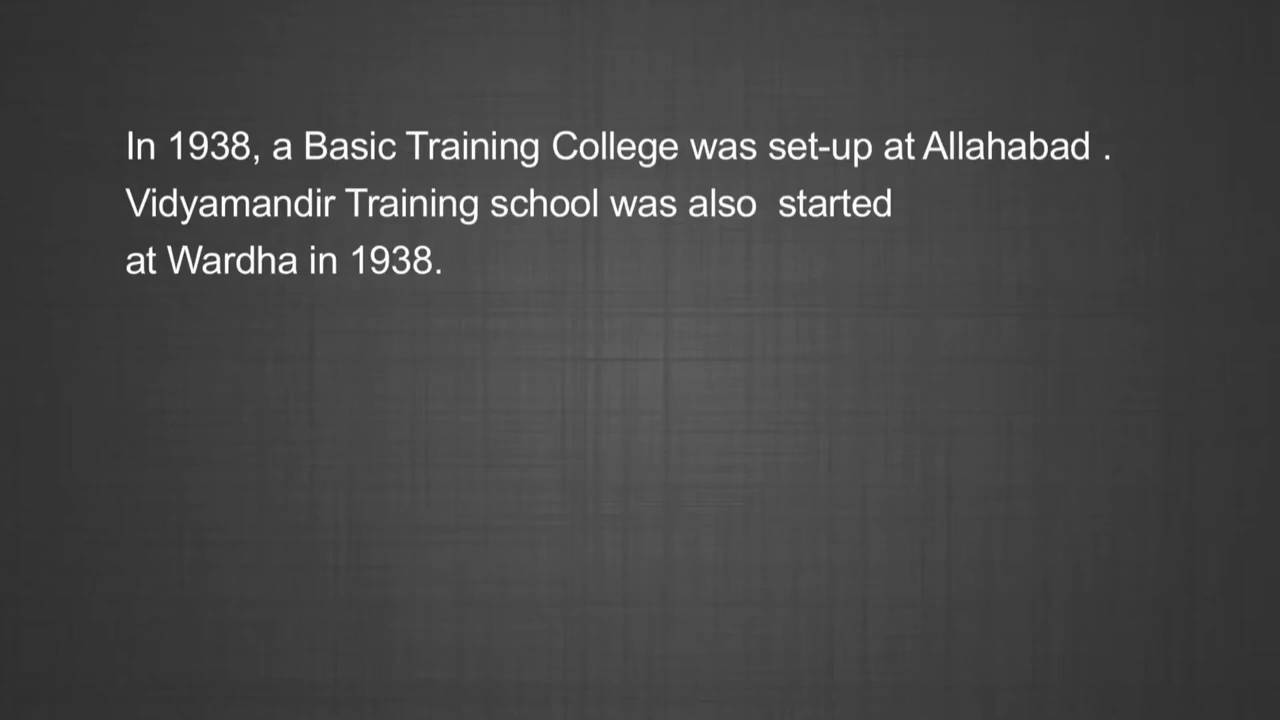 In 1938, a Basic Training College was set-up at Allahabad .
Vidyamandir Training school was also  started
at Wardha in 1938.